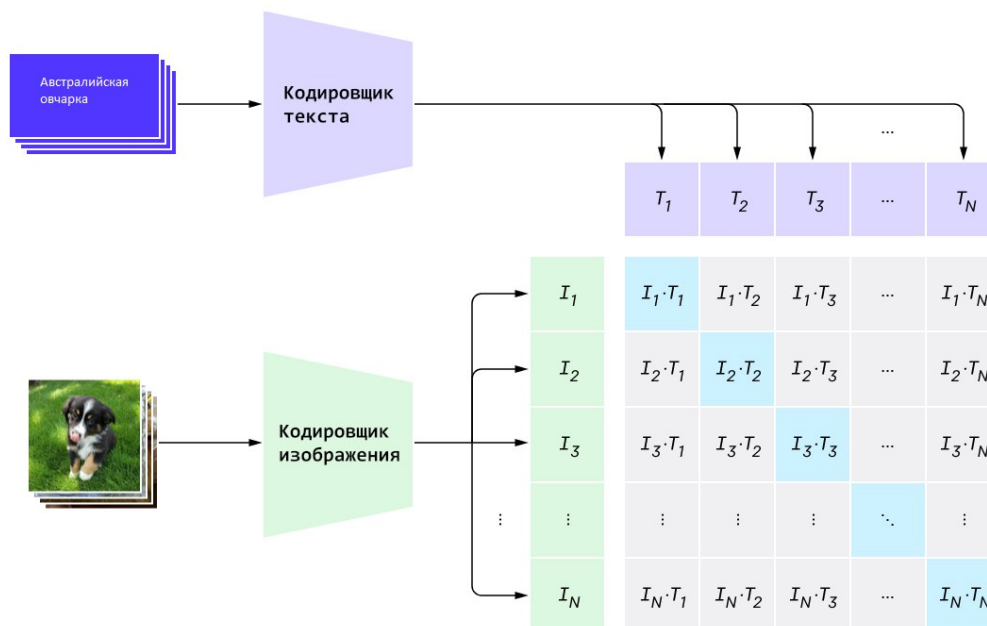 Австралийская
овчарка
Кодировщик
текста
...
T1 T2 T3 ... TN
I1 I1·T1 I1·T2 I1·T3 ... I1·TN
I2 I2·T1 I2·T2 I2·T3 ... I2·TN
Кодировщик
изображения
I3 I3·T1 I3·T2 I3·T3 ... I3·TN
⋮ ⋮ ⋮ ⋮ ⋮ ⋱ ⋮
IN IN·T1 IN·T2 IN·T3 ... IN·TN